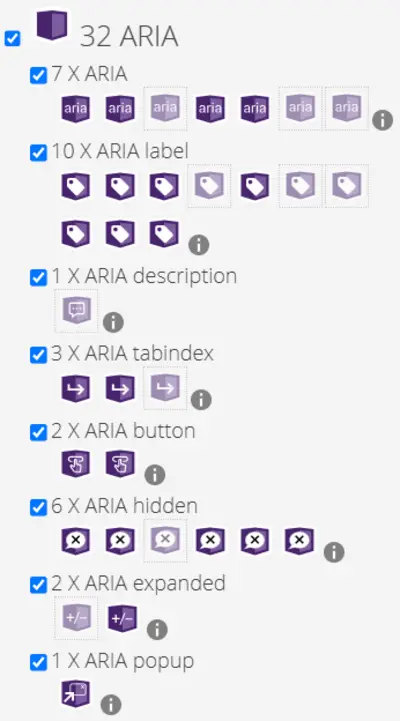 32 ARIA
7 X ARIA
aria aria aria aria aria aria aria
10 X ARIA label
1 X ARIA description
3 X ARIA tabindex
2 X ARIA button
6 X ARIA hidden
2 X ARIA expanded
+/- +/-
1 X ARIA popup